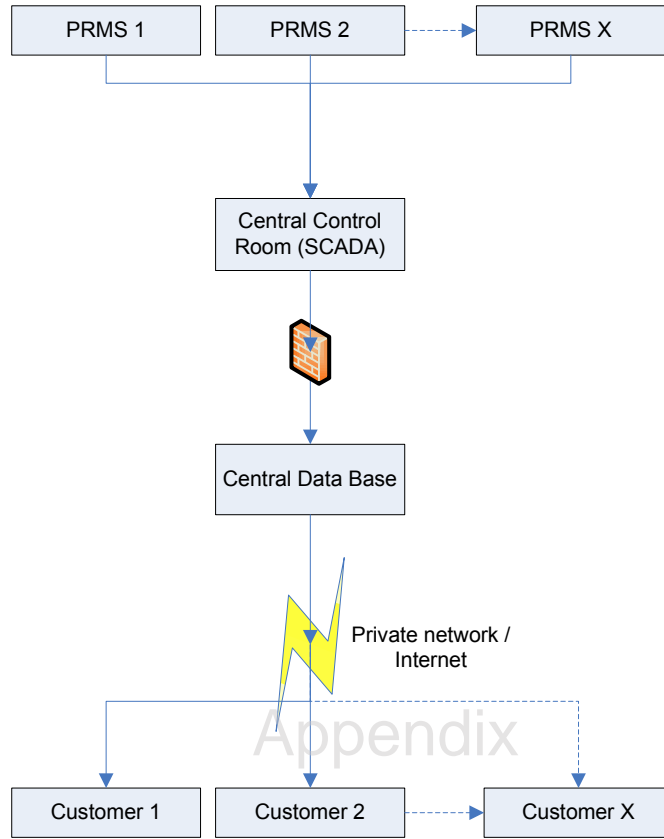 PRMS 1
PRMS 2
PRMS X
Central Control
Room (SCADA)
Central Data Base
Private network /
Internet
Appendix
Customer 1
Customer 2
Customer X